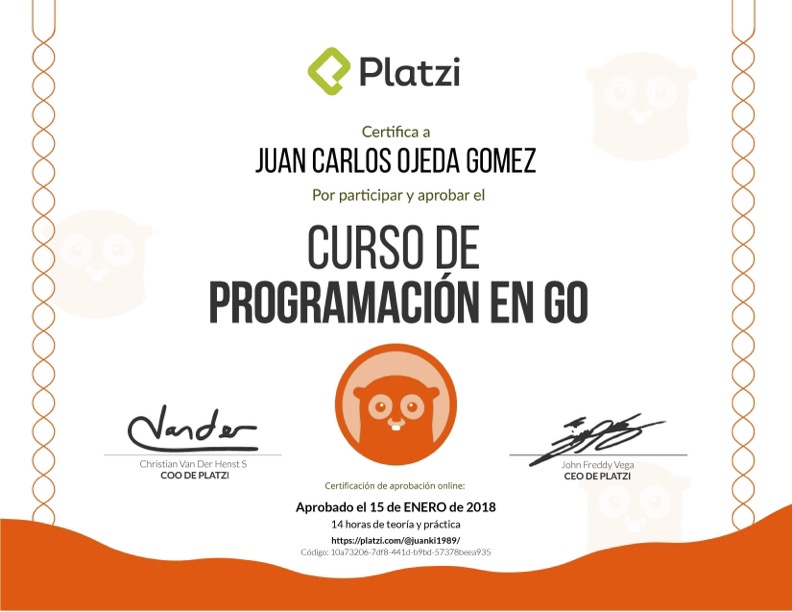 Platzi
Certifica a
JUAN CARLOS OJEDA GOMEZ
Por participar y aprobar el
CURSO DE
PROGRAMACIÓN EN GO
Vander
Christian Van Der Henst S
COO DE PLATZI
John Freddy Vega
CEO DE PLATZI
Certificación de aprobación online:
Aprobado el 15 de ENERO de 2018
14 horas de teoría y práctica
https://platzi.com/@juanki1989/
Código: 10a73206-7df8-441d-b9bd-57378beea935